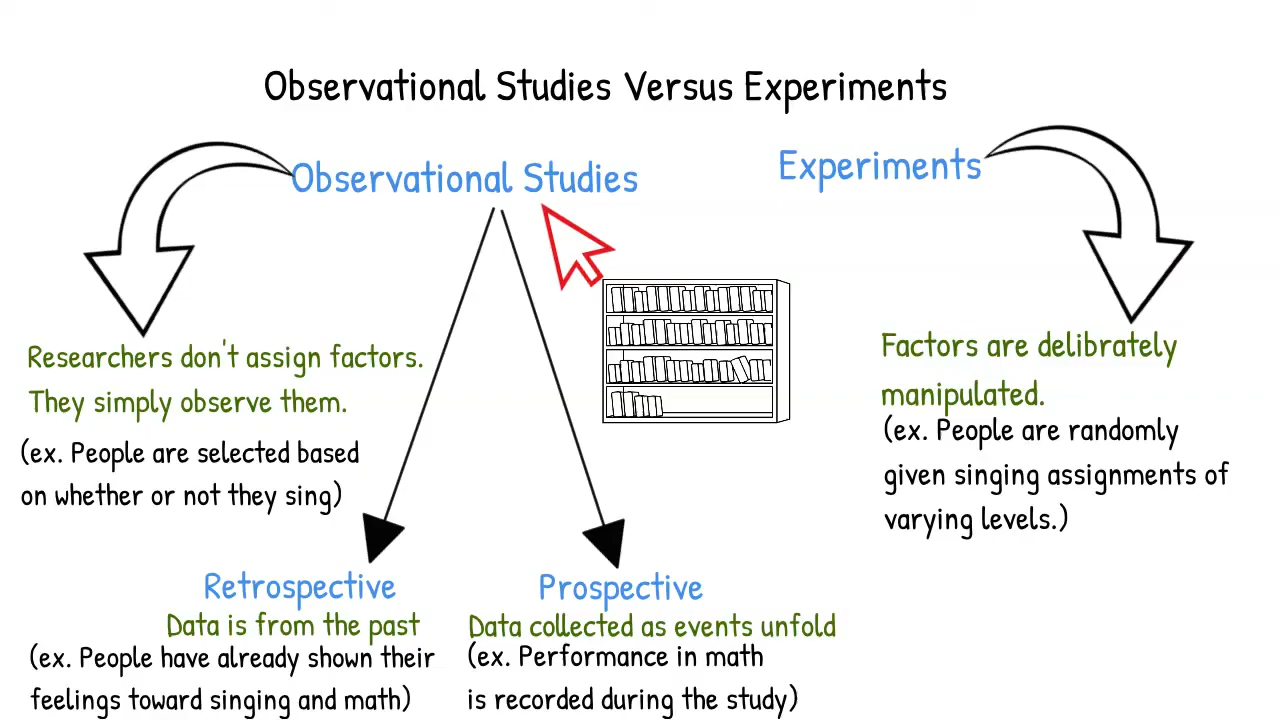 Observational Studies Versus Experiments
Observational Studies
Experiments
Researchers don't assign factors.
They simply observe them.
(ex. People are selected based
on whether or not they sing)
Factors are delibrately
manipulated.
(ex. People are randomly
given singing assignments of
varying levels.)
Retrospective
Data is from the past
(ex. People have already shown their
feelings toward singing and math)
Prospective
Data collected as events unfold
(ex. Performance in math
is recorded during the study)